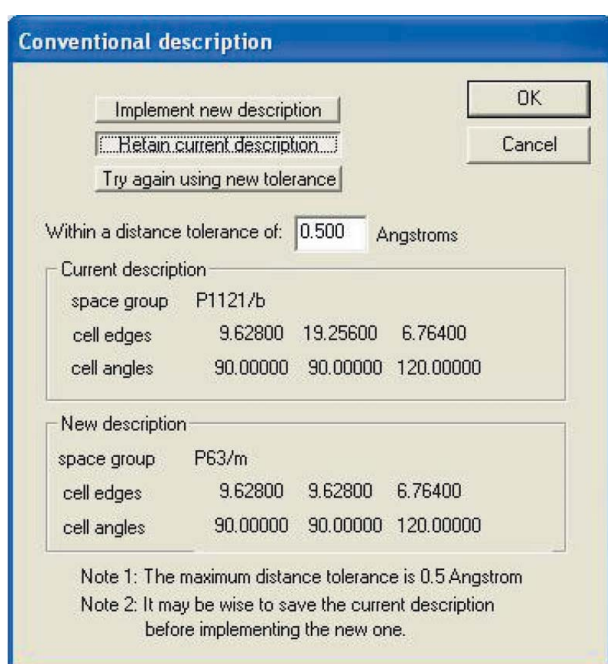 Conventional description
Implement new description
OK
Retain current description
Cancel
Try again using new tolerance
Within a distance tolerance of: 0.500 Angstroms
Current description
space group P1121/b
cell edges 9.62800 19.25600 6.76400
cell angles 90.00000 90.00000 120.00000
New description
space group P63/m
cell edges 9.62800 9.62800 6.76400
cell angles 90.00000 90.00000 120.00000
Note 1: The maximum distance tolerance is 0.5 Angstrom
Note 2: It may be wise to save the current description
before implementing the new one.